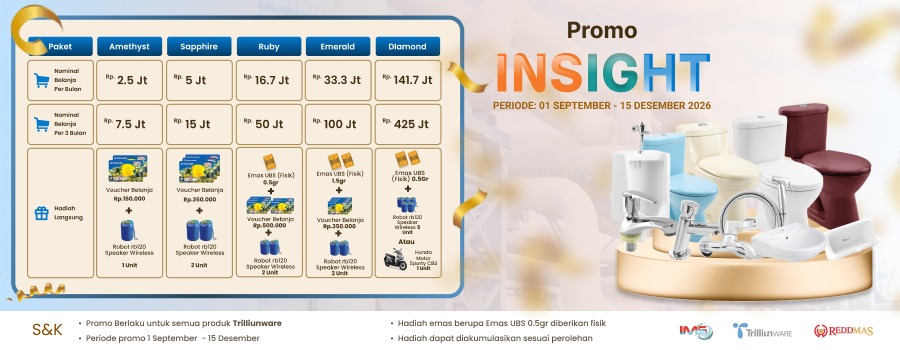 Promo
INSIGHT
PERIODE: 01 SEPTEMBER - 15 DESEMBER 2026
Paket Amethyst Sapphire Ruby Emerald Diamond
Nominal Belanja Per Bulan Rp. 2.5 Jt Rp. 5 Jt Rp. 16.7 Jt Rp. 33.3 Jt Rp. 141.7 Jt
Nominal Belanja Per 3 Bulan Rp. 7.5 Jt Rp. 15 Jt Rp. 50 Jt Rp. 100 Jt Rp. 425 Jt
Hadiah
Langsung
Voucher Belanja
Rp.150.000
+
Robot rb120
Speaker Wireless
1 Unit
Voucher Belanja
Rp.350.000
+
Robot rb120
Speaker Wireless
2 Unit
Emas UBS (Fisik)
0.5gr
+
Voucher Belanja
Rp.500.000
+
Robot rb120
Speaker Wireless
2 Unit
Emas UBS (Fisik)
1.5gr
+
Voucher Belanja
Rp.350.000
+
Robot rb120
Speaker Wireless
2 Unit
Emas UBS
(Fisik) 0.5Gr
+
Robot rb120
Speaker
Wireless 5
Unit
Atau
Honda
Motor
Sporty CBS
1 Unit
S&K
• Promo Berlaku untuk semua produk Trilliunware
• Periode promo 1 September - 15 Desember
• Hadiah emas berupa Emas UBS 0.5gr diberikan fisik
• Hadiah dapat diakumulasikan sesuai perolehan
IMS
TrilliunWARE
REDDMAS